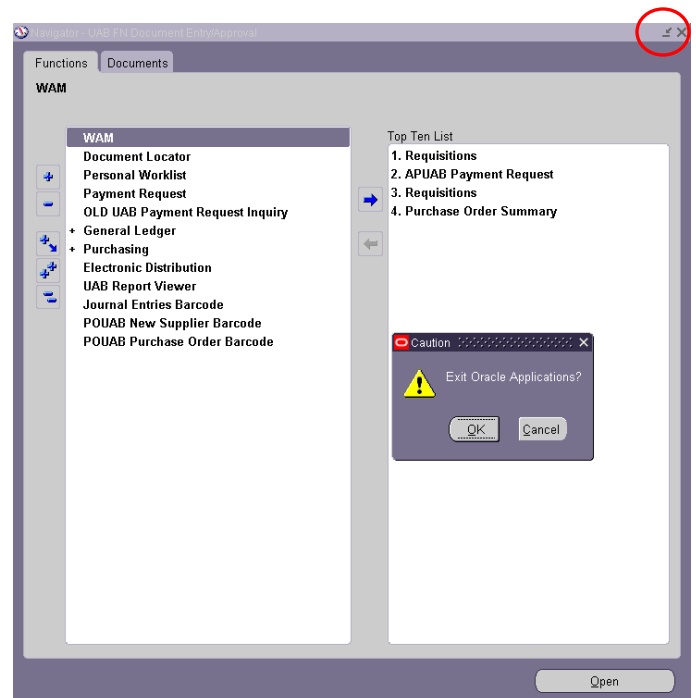 Navigator - UAB FN Document Entry/Approval
Functions Documents
WAM
WAM
Document Locator
Personal Worklist
Payment Request
OLD UAB Payment Request Inquiry
+ General Ledger
+ Purchasing
Electronic Distribution
UAB Report Viewer
Journal Entries Barcode
POUAB New Supplier Barcode
POUAB Purchase Order Barcode
Top Ten List
1. Requisitions
2. APUAB Payment Request
3. Requisitions
4. Purchase Order Summary
Caution
Exit Oracle Applications?
OK Cancel
Open